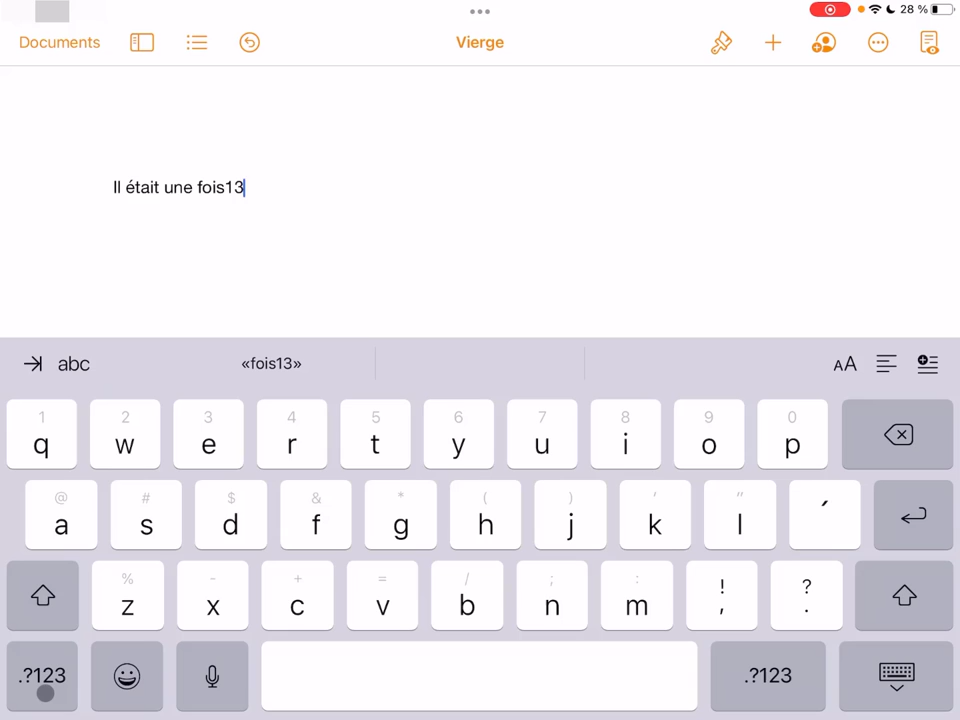 28 %
Documents
Vierge
Il était une fois13
abc
«fois13»
AA
1 2 3 4 5 6 7 8 9 0
q w e r t y u i o p
@ # $ & * ( ) ' "
a s d f g h j k l ´
% - + = / ; : ! ?
z x c v b n m , .
.?123 .?123